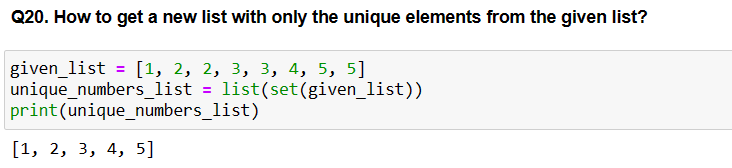 Q20. How to get a new list with only the unique elements from the given list?
given_list = [1, 2, 2, 3, 3, 4, 5, 5]
unique_numbers_list = list(set(given_list))
print(unique_numbers_list)
[1, 2, 3, 4, 5]